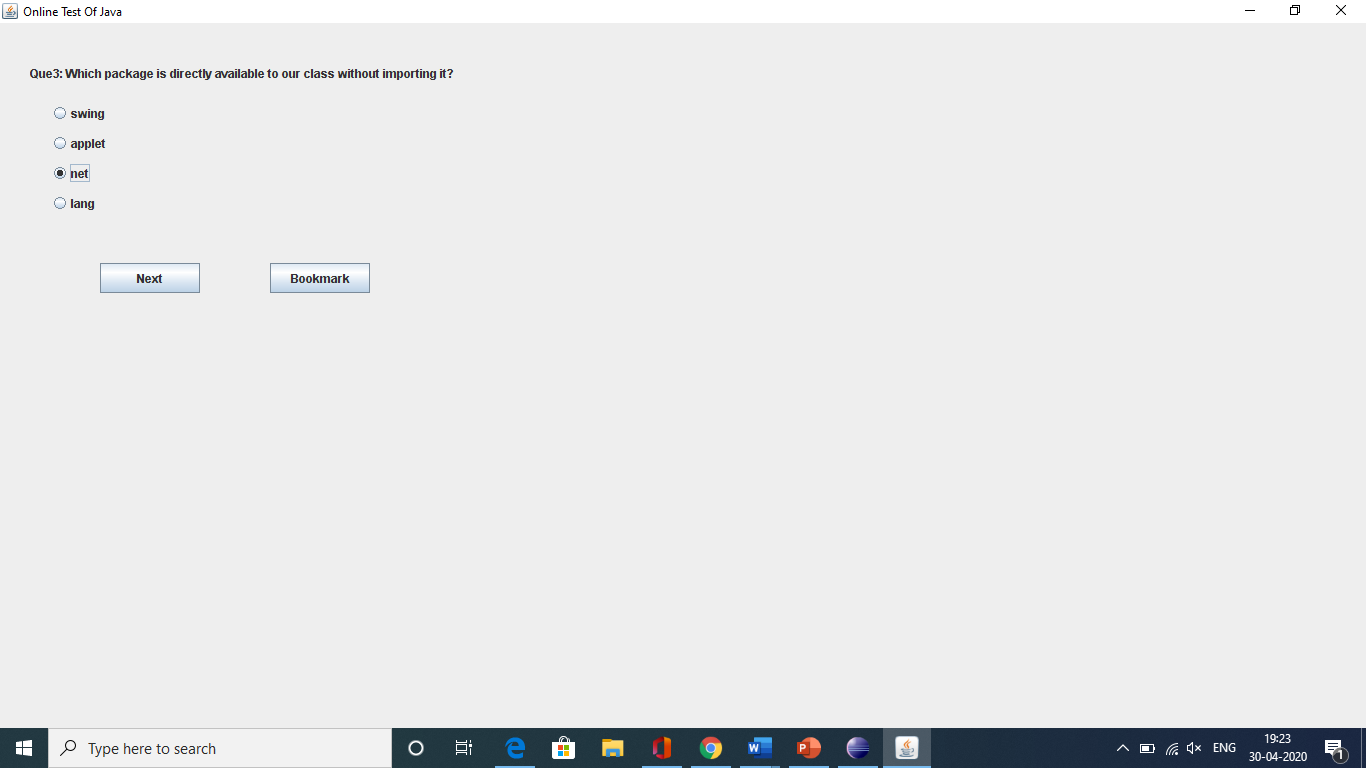 Online Test Of Java
Que3: Which package is directly available to our class without importing it?
swing
applet
net
lang
Next Bookmark
Type here to search
W
P
ENG
19:23
30-04-2020
1